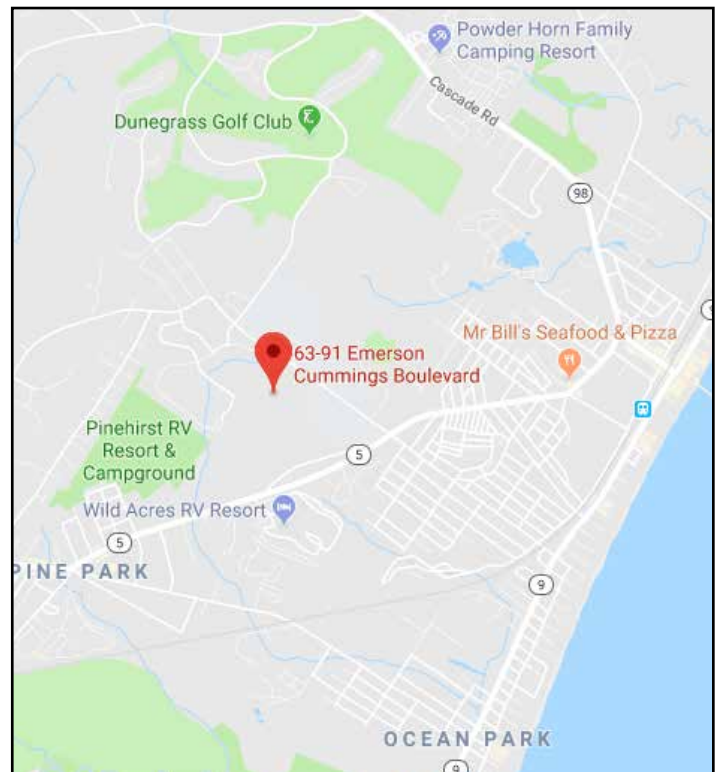 Powder Horn Family
Camping Resort
Cascade Rd
Dunegrass Golf Club
98
Mr Bill's Seafood & Pizza
63-91 Emerson
Cummings Boulevard
Pinehirst RV
Resort &
Campground
5
Wild Acres RV Resort
5
PINE PARK
9
OCEAN PARK
9